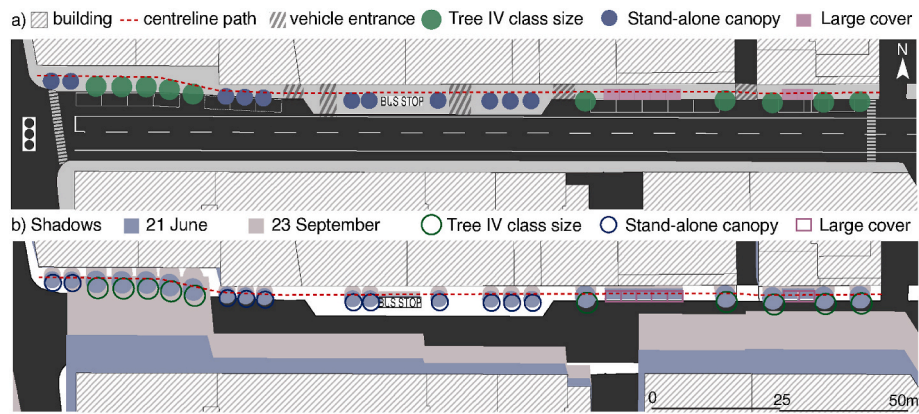 a) building centreline path vehicle entrance Tree IV class size Stand-alone canopy Large cover
N
BUS STOP
b) Shadows 21 June 23 September Tree IV class size Stand-alone canopy Large cover
BUS STOP
0 25 50m